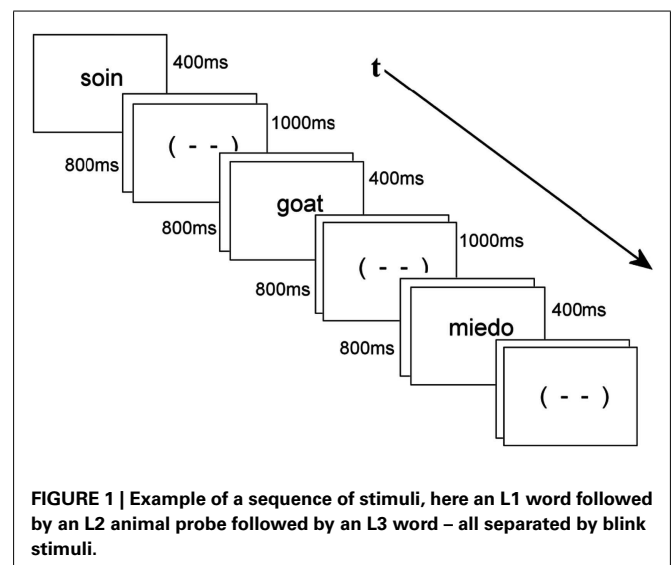 soin
400ms
t
( - - )
1000ms
800ms
goat
400ms
800ms
( - - )
1000ms
800ms
miedo
400ms
800ms
( - - )
FIGURE 1 | Example of a sequence of stimuli, here an L1 word followed
by an L2 animal probe followed by an L3 word – all separated by blink
stimuli.